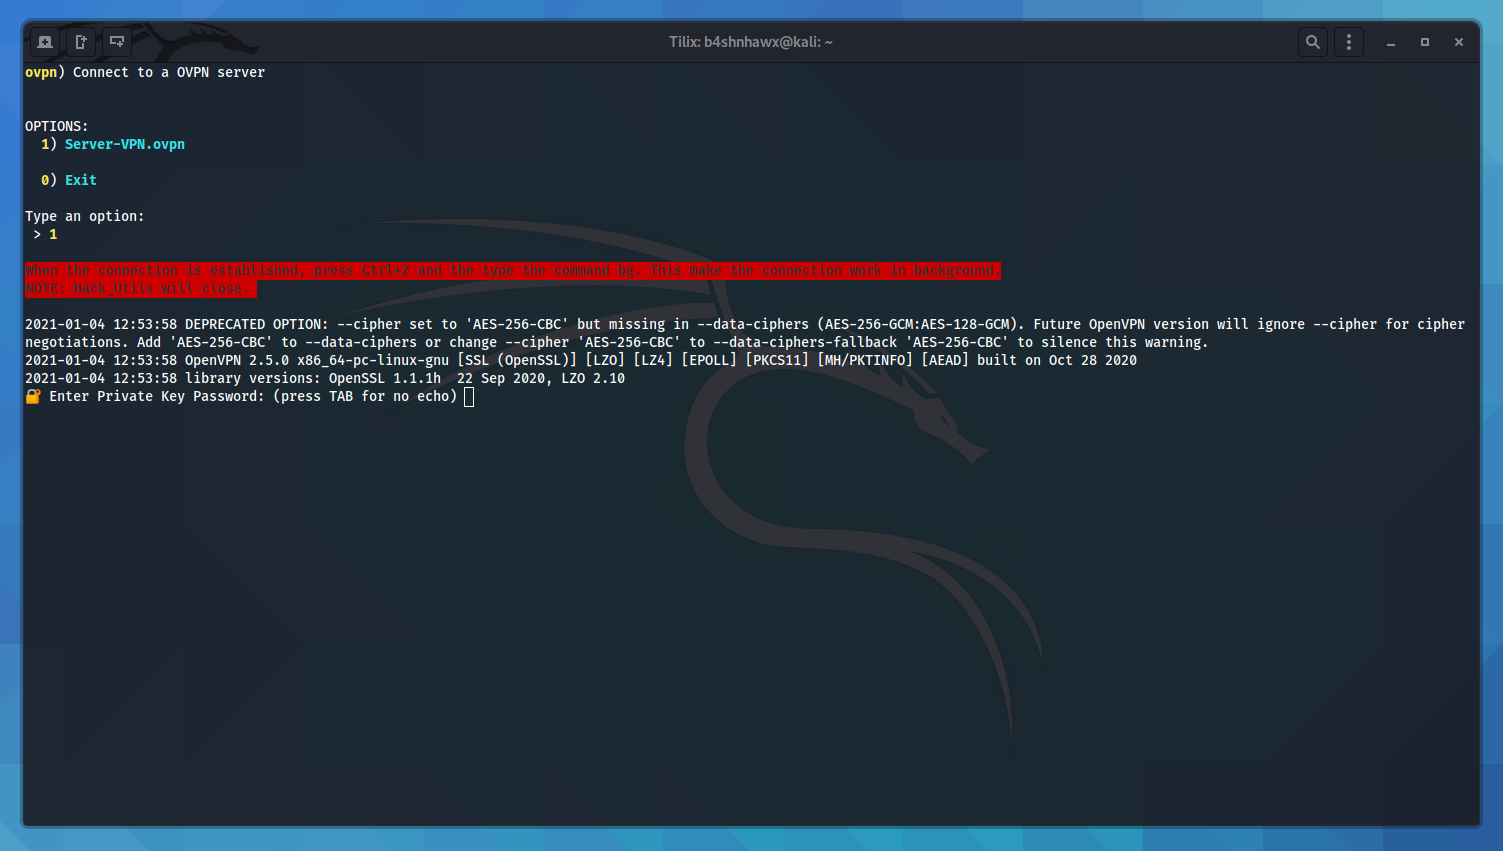 Tilix: b4shnhawx@kali: ~
ovpn) Connect to a OVPN server
OPTIONS:
1) Server-VPN.ovpn
0) Exit
Type an option:
> 1
When the connection is established, press Ctrl+Z and the type the command bg. This make the connection work in background.
NOTE: Hack_Utils will close.
2021-01-04 12:53:58 DEPRECATED OPTION: --cipher set to 'AES-256-CBC' but missing in --data-ciphers (AES-256-GCM:AES-128-GCM). Future OpenVPN version will ignore --cipher for cipher
negotiations. Add 'AES-256-CBC' to --data-ciphers or change --cipher 'AES-256-CBC' to --data-ciphers-fallback 'AES-256-CBC' to silence this warning.
2021-01-04 12:53:58 OpenVPN 2.5.0 x86_64-pc-linux-gnu [SSL (OpenSSL)] [LZO] [LZ4] [EPOLL] [PKCS11] [MH/PKTINFO] [AEAD] built on Oct 28 2020
2021-01-04 12:53:58 library versions: OpenSSL 1.1.1h  22 Sep 2020, LZO 2.10
🔐 Enter Private Key Password: (press TAB for no echo)